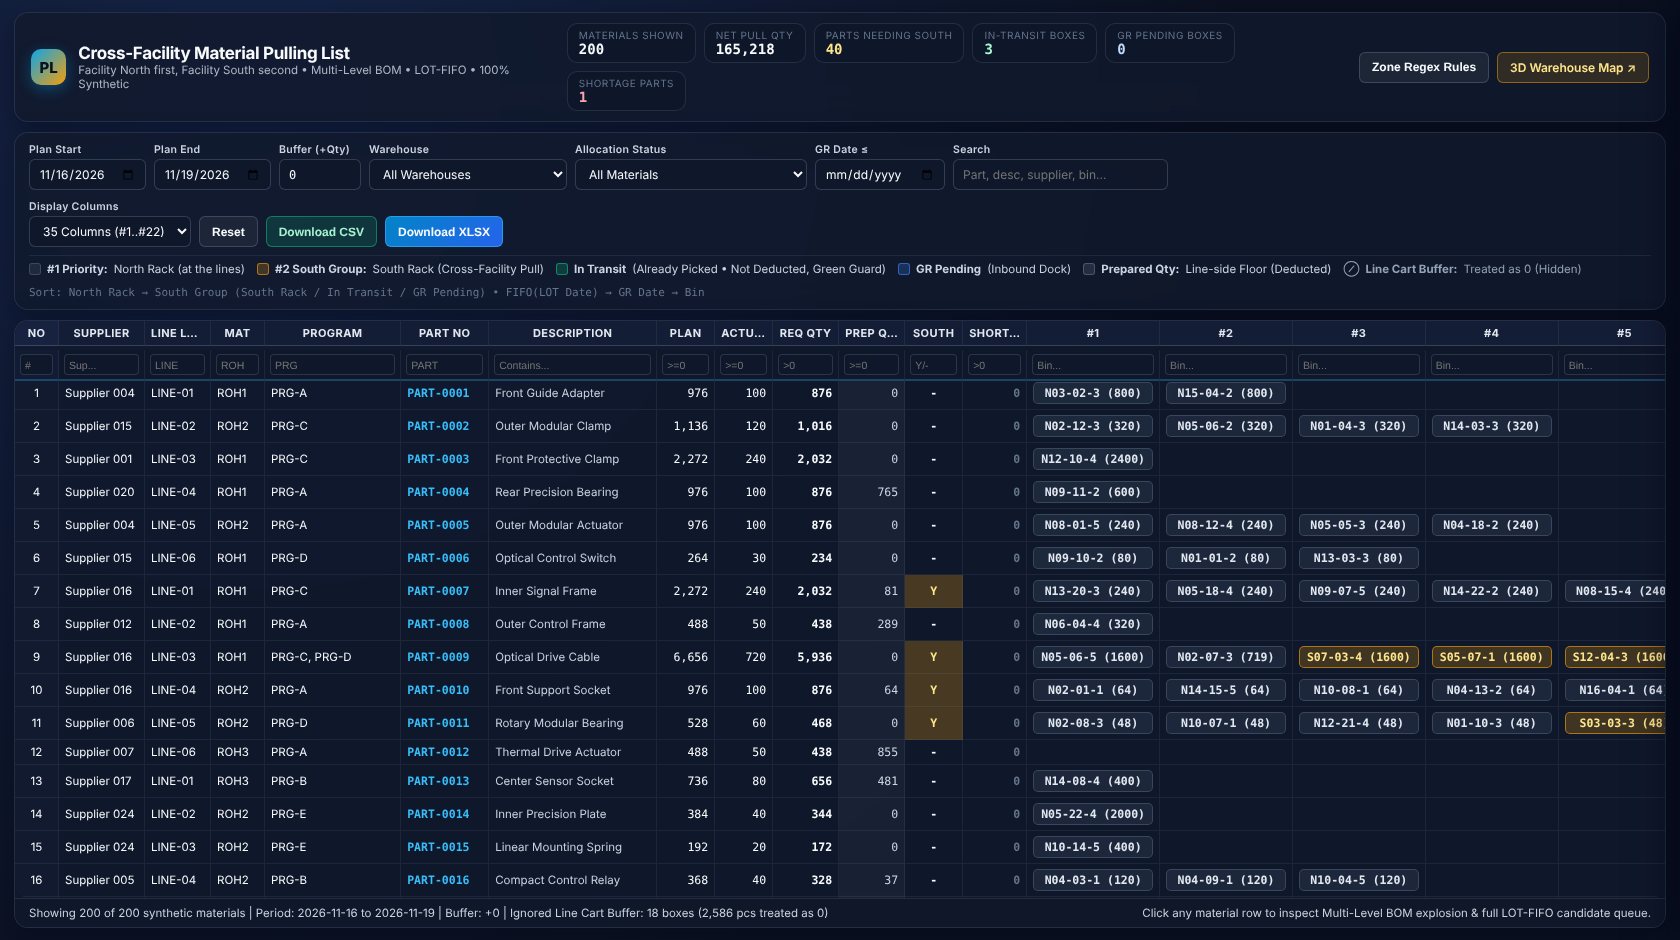 PL
Cross-Facility Material Pulling List
Facility North first, Facility South second • Multi-Level BOM • LOT-FIFO • 100%
Synthetic
MATERIALS SHOWN
200
NET PULL QTY
165,218
PARTS NEEDING SOUTH
40
IN-TRANSIT BOXES
3
GR PENDING BOXES
0
SHORTAGE PARTS
1
Zone Regex Rules
3D Warehouse Map ↗
Plan Start
Plan End
Buffer (+Qty)
Warehouse
Allocation Status
GR Date ≤
Search
11/16/2026
11/19/2026
0
All Warehouses
All Materials
mm/dd/yyyy
Part, desc, supplier, bin...
Display Columns
35 Columns (#1..#22)
Reset
Download CSV
Download XLSX
#1 Priority: North Rack (at the lines)
#2 South Group: South Rack (Cross-Facility Pull)
In Transit (Already Picked • Not Deducted, Green Guard)
GR Pending (Inbound Dock)
Prepared Qty: Line-side Floor (Deducted)
Line Cart Buffer: Treated as 0 (Hidden)
Sort: North Rack → South Group (South Rack / In Transit / GR Pending) • FIFO(LOT Date) → GR Date → Bin
NO SUPPLIER LINE L... MAT PROGRAM PART NO DESCRIPTION PLAN ACTU... REQ QTY PREP Q... SOUTH SHORT... #1 #2 #3 #4 #5
# Sup... LINE ROH PRG PART Contains... >=0 >=0 >0 >=0 Y/- >0 Bin... Bin... Bin... Bin... Bin...
1 Supplier 004 LINE-01 ROH1 PRG-A PART-0001 Front Guide Adapter 976 100 876 0 - 0 N03-02-3 (800) N15-04-2 (800)
2 Supplier 015 LINE-02 ROH2 PRG-C PART-0002 Outer Modular Clamp 1,136 120 1,016 0 - 0 N02-12-3 (320) N05-06-2 (320) N01-04-3 (320) N14-03-3 (320)
3 Supplier 001 LINE-03 ROH1 PRG-C PART-0003 Front Protective Clamp 2,272 240 2,032 0 - 0 N12-10-4 (2400)
4 Supplier 020 LINE-04 ROH1 PRG-A PART-0004 Rear Precision Bearing 976 100 876 765 - 0 N09-11-2 (600)
5 Supplier 004 LINE-05 ROH2 PRG-A PART-0005 Outer Modular Actuator 976 100 876 0 - 0 N08-01-5 (240) N08-12-4 (240) N05-05-3 (240) N04-18-2 (240)
6 Supplier 015 LINE-06 ROH1 PRG-D PART-0006 Optical Control Switch 264 30 234 0 - 0 N09-10-2 (80) N01-01-2 (80) N13-03-3 (80)
7 Supplier 016 LINE-01 ROH1 PRG-C PART-0007 Inner Signal Frame 2,272 240 2,032 81 Y 0 N13-20-3 (240) N05-18-4 (240) N09-07-5 (240) N14-22-2 (240) N08-15-4 (240
8 Supplier 012 LINE-02 ROH1 PRG-A PART-0008 Outer Control Frame 488 50 438 289 - 0 N06-04-4 (320)
9 Supplier 016 LINE-03 ROH1 PRG-C, PRG-D PART-0009 Optical Drive Cable 6,656 720 5,936 0 Y 0 N05-06-5 (1600) N02-07-3 (719) S07-03-4 (1600) S05-07-1 (1600) S12-04-3 (160
10 Supplier 016 LINE-04 ROH2 PRG-A PART-0010 Front Support Socket 976 100 876 64 Y 0 N02-01-1 (64) N14-15-5 (64) N10-08-1 (64) N04-13-2 (64) N16-04-1 (64
11 Supplier 006 LINE-05 ROH2 PRG-D PART-0011 Rotary Modular Bearing 528 60 468 0 Y 0 N02-08-3 (48) N10-07-1 (48) N12-21-4 (48) N01-10-3 (48) S03-03-3 (48
12 Supplier 007 LINE-06 ROH3 PRG-A PART-0012 Thermal Drive Actuator 488 50 438 855 - 0
13 Supplier 017 LINE-01 ROH3 PRG-B PART-0013 Center Sensor Socket 736 80 656 481 - 0 N14-08-4 (400)
14 Supplier 024 LINE-02 ROH2 PRG-E PART-0014 Inner Precision Plate 384 40 344 0 - 0 N05-22-4 (2000)
15 Supplier 024 LINE-03 ROH2 PRG-E PART-0015 Linear Mounting Spring 192 20 172 0 - 0 N10-14-5 (400)
16 Supplier 005 LINE-04 ROH2 PRG-B PART-0016 Compact Control Relay 368 40 328 37 - 0 N04-03-1 (120) N04-09-1 (120) N10-04-5 (120)
Showing 200 of 200 synthetic materials | Period: 2026-11-16 to 2026-11-19 | Buffer: +0 | Ignored Line Cart Buffer: 18 boxes (2,586 pcs treated as 0)
Click any material row to inspect Multi-Level BOM explosion & full LOT-FIFO candidate queue.